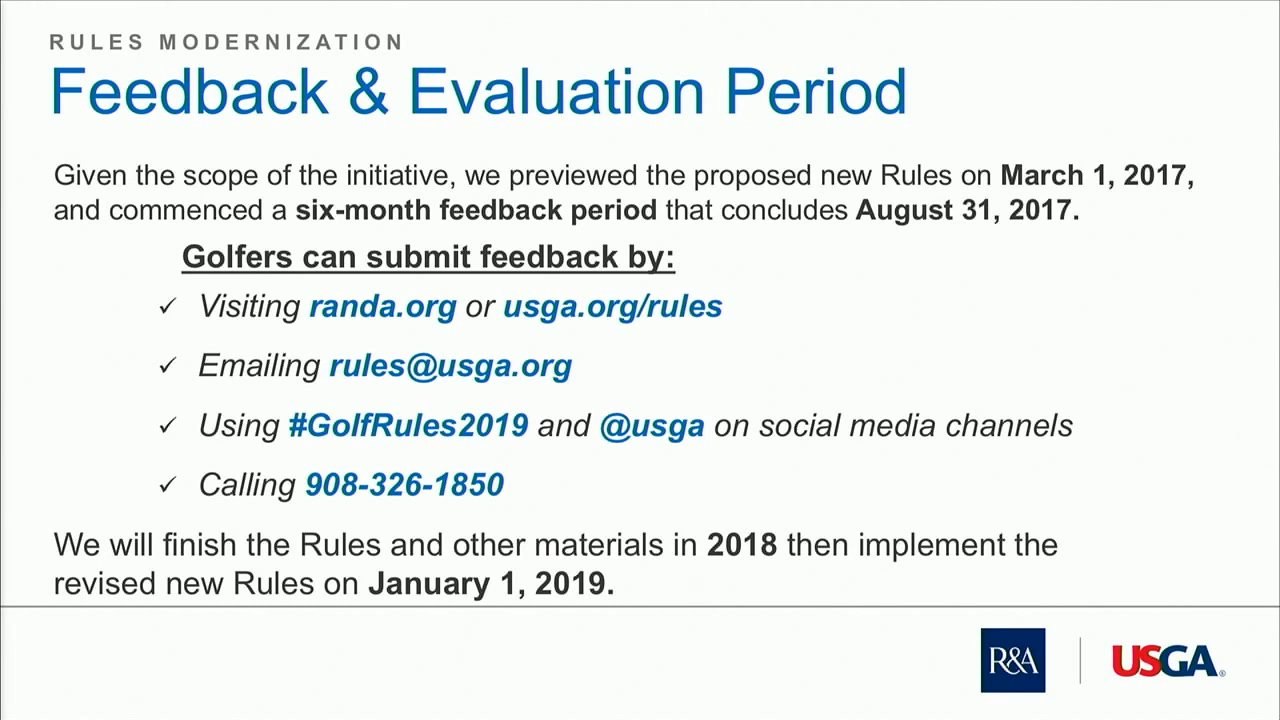 RULES MODERNIZATION
Feedback & Evaluation Period
Given the scope of the initiative, we previewed the proposed new Rules on March 1, 2017,
and commenced a six-month feedback period that concludes August 31, 2017.
Golfers can submit feedback by:
✓ Visiting randa.org or usga.org/rules
✓ Emailing rules@usga.org
✓ Using #GolfRules2019 and @usga on social media channels
✓ Calling 908-326-1850
We will finish the Rules and other materials in 2018 then implement the
revised new Rules on January 1, 2019.
R&A
USGA®